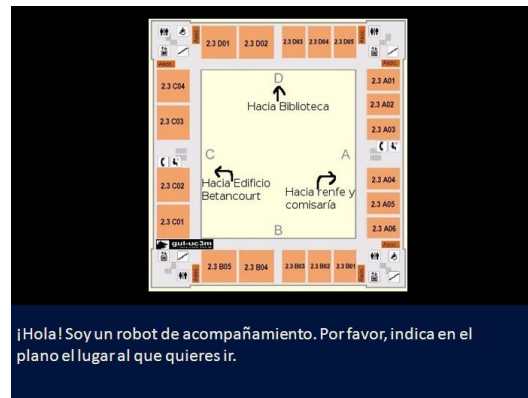 Asoc.
2.3 D01 2.3 D02 2.3 D03 2.3 D04 2.3 D05
Asoc.
Asoc.
D
Hacia Biblioteca
2.3 C04
2.3 A01
2.3 A02
2.3 C03
2.3 A03
C
A
2.3 C02
Hacia Edificio
Betancourt
Hacia renfe y
comisaría
2.3 A04
2.3 A05
2.3 C01
2.3 A06
B
gul-uc3m
Asoc.
2.3 B05 2.3 B04 2.3 B03 2.3 B02 2.3 B01
¡Hola! Soy un robot de acompañamiento. Por favor, indica en el
plano el lugar al que quieres ir.